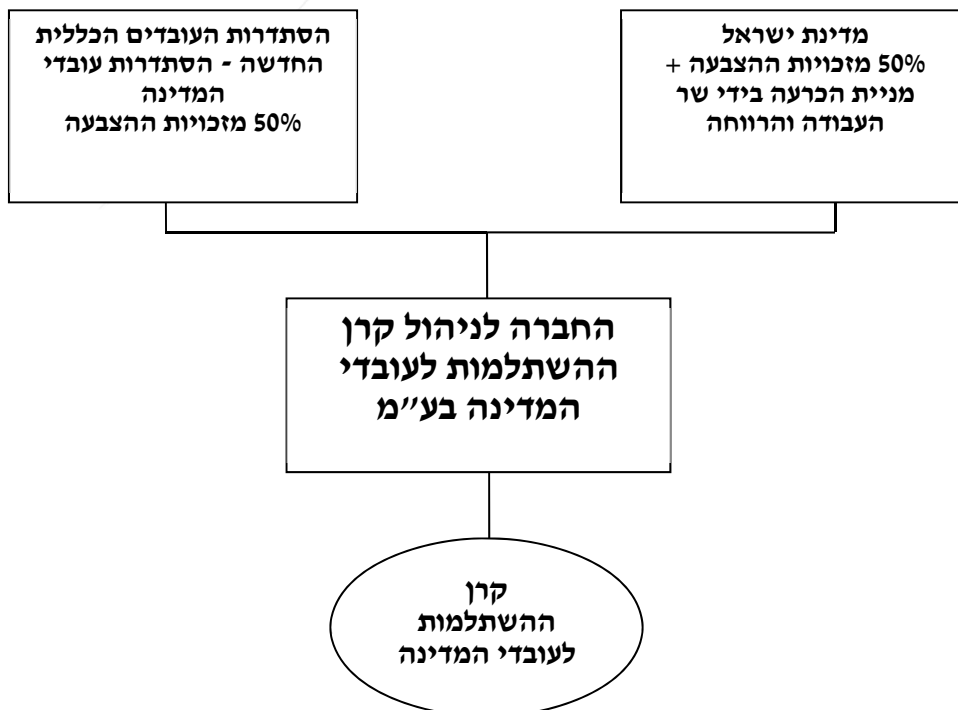 מדינת ישראל
50% מזכויות ההצבעה +
מניית הכרעה בידי שר
העבודה והרווחה
הסתדרות העובדים הכללית
החדשה - הסתדרות עובדי
המדינה
50% מזכויות ההצבעה
החברה לניהול קרן
ההשתלמות לעובדי
המדינה בע״מ
קרן
ההשתלמות
לעובדי המדינה